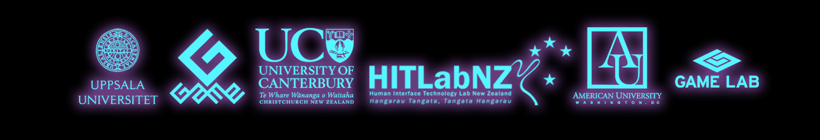 UPPSALA
UNIVERSITET
GAME
UC
UNIVERSITY OF
CANTERBURY
Te Whare Wānanga o Waitaha
CHRISTCHURCH NEW ZEALAND
HITLabNZ
Human Interface Technology Lab New Zealand
Hangarau Tangata, Tangata Hangarau
AU
AMERICAN UNIVERSITY
WASHINGTON, DC
GAME LAB